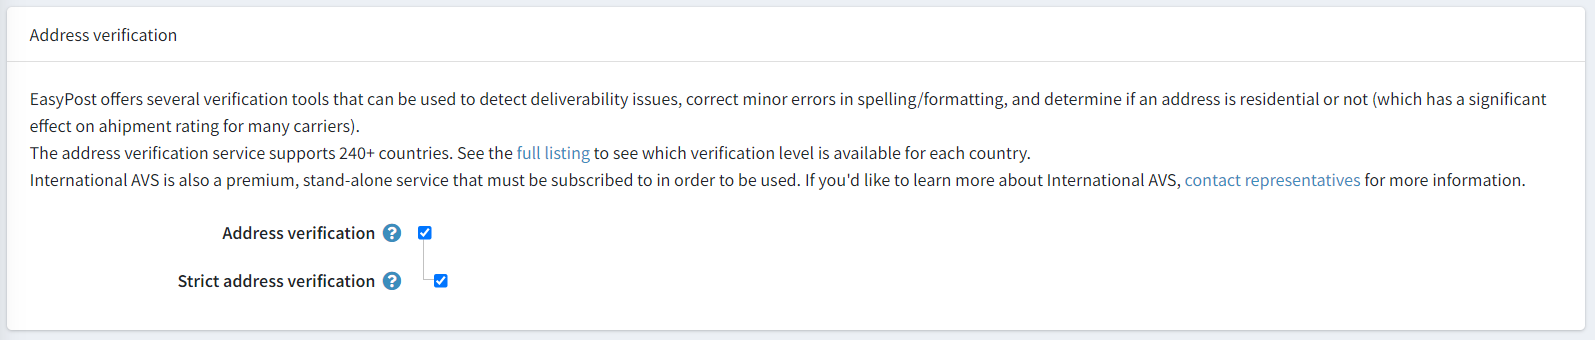 Address verification
EasyPost offers several verification tools that can be used to detect deliverability issues, correct minor errors in spelling/formatting, and determine if an address is residential or not (which has a significant
effect on ahipment rating for many carriers).
The address verification service supports 240+ countries. See the full listing to see which verification level is available for each country.
International AVS is also a premium, stand-alone service that must be subscribed to in order to be used. If you'd like to learn more about International AVS, contact representatives for more information.
Address verification ?
Strict address verification ?